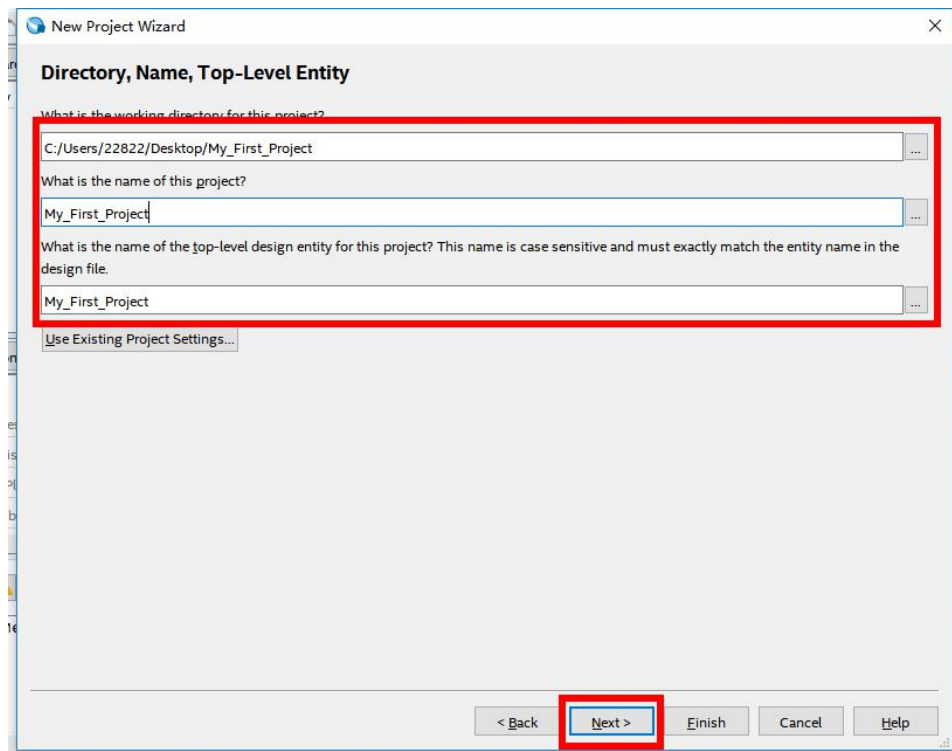 New Project Wizard
Directory, Name, Top-Level Entity
What is the working directory for this project?
C:/Users/22822/Desktop/My_First_Project
...
What is the name of this project?
My_First_Project
...
What is the name of the top-level design entity for this project? This name is case sensitive and must exactly match the entity name in the
design file.
My_First_Project
...
Use Existing Project Settings...
< Back
Next >
Finish
Cancel
Help